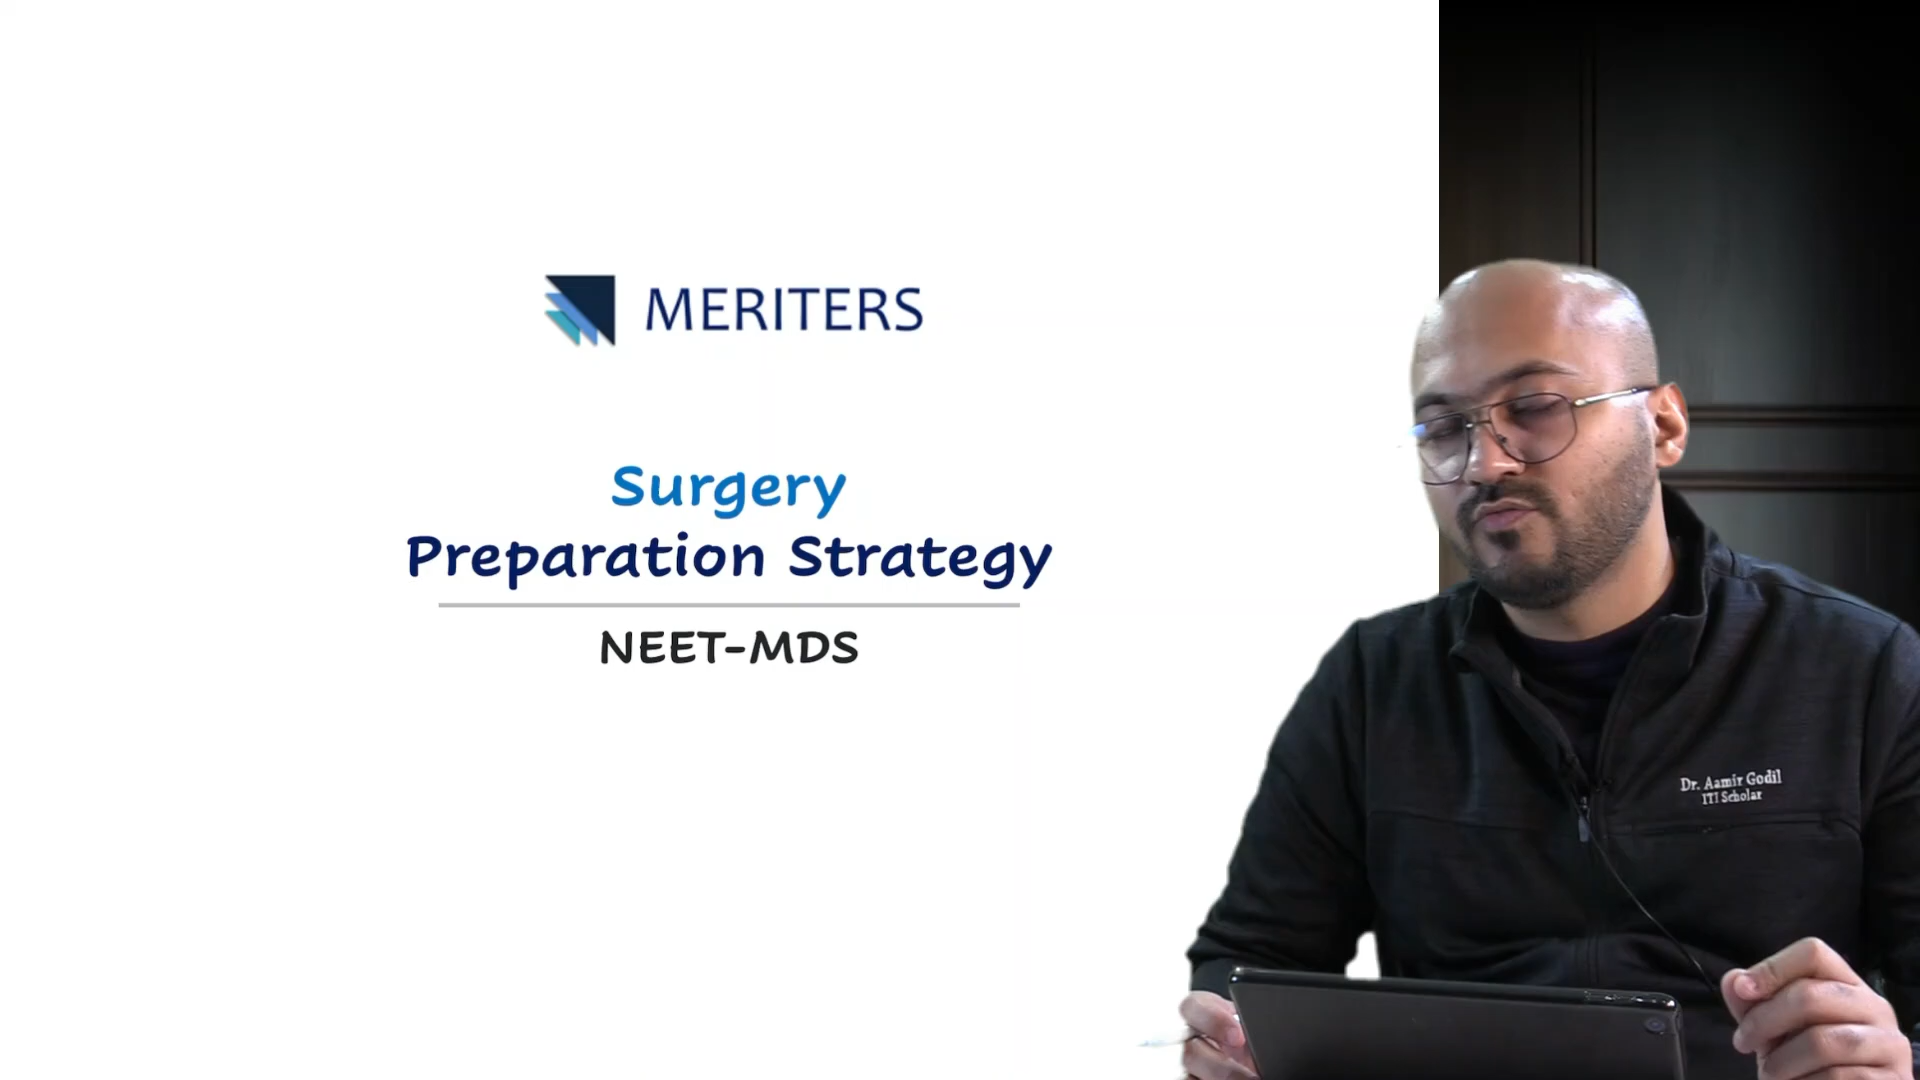 MERITERS
Surgery
Preparation Strategy
NEET-MDS
Dr. Aamir Godil
ITI Scholar